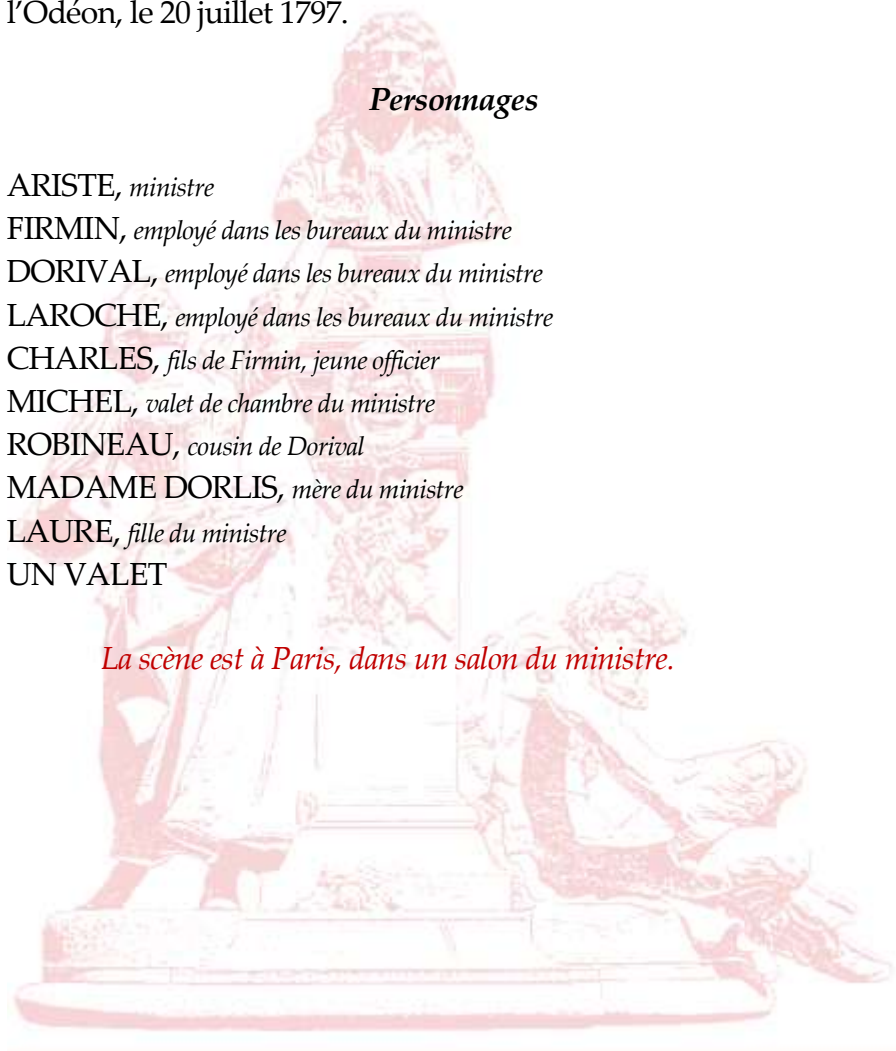 l’Odéon, le 20 juillet 1797.
Personnages
ARISTE, ministre
FIRMIN, employé dans les bureaux du ministre
DORIVAL, employé dans les bureaux du ministre
LAROCHE, employé dans les bureaux du ministre
CHARLES, fils de Firmin, jeune officier
MICHEL, valet de chambre du ministre
ROBINEAU, cousin de Dorival
MADAME DORLIS, mère du ministre
LAURE, fille du ministre
UN VALET
La scène est à Paris, dans un salon du ministre.